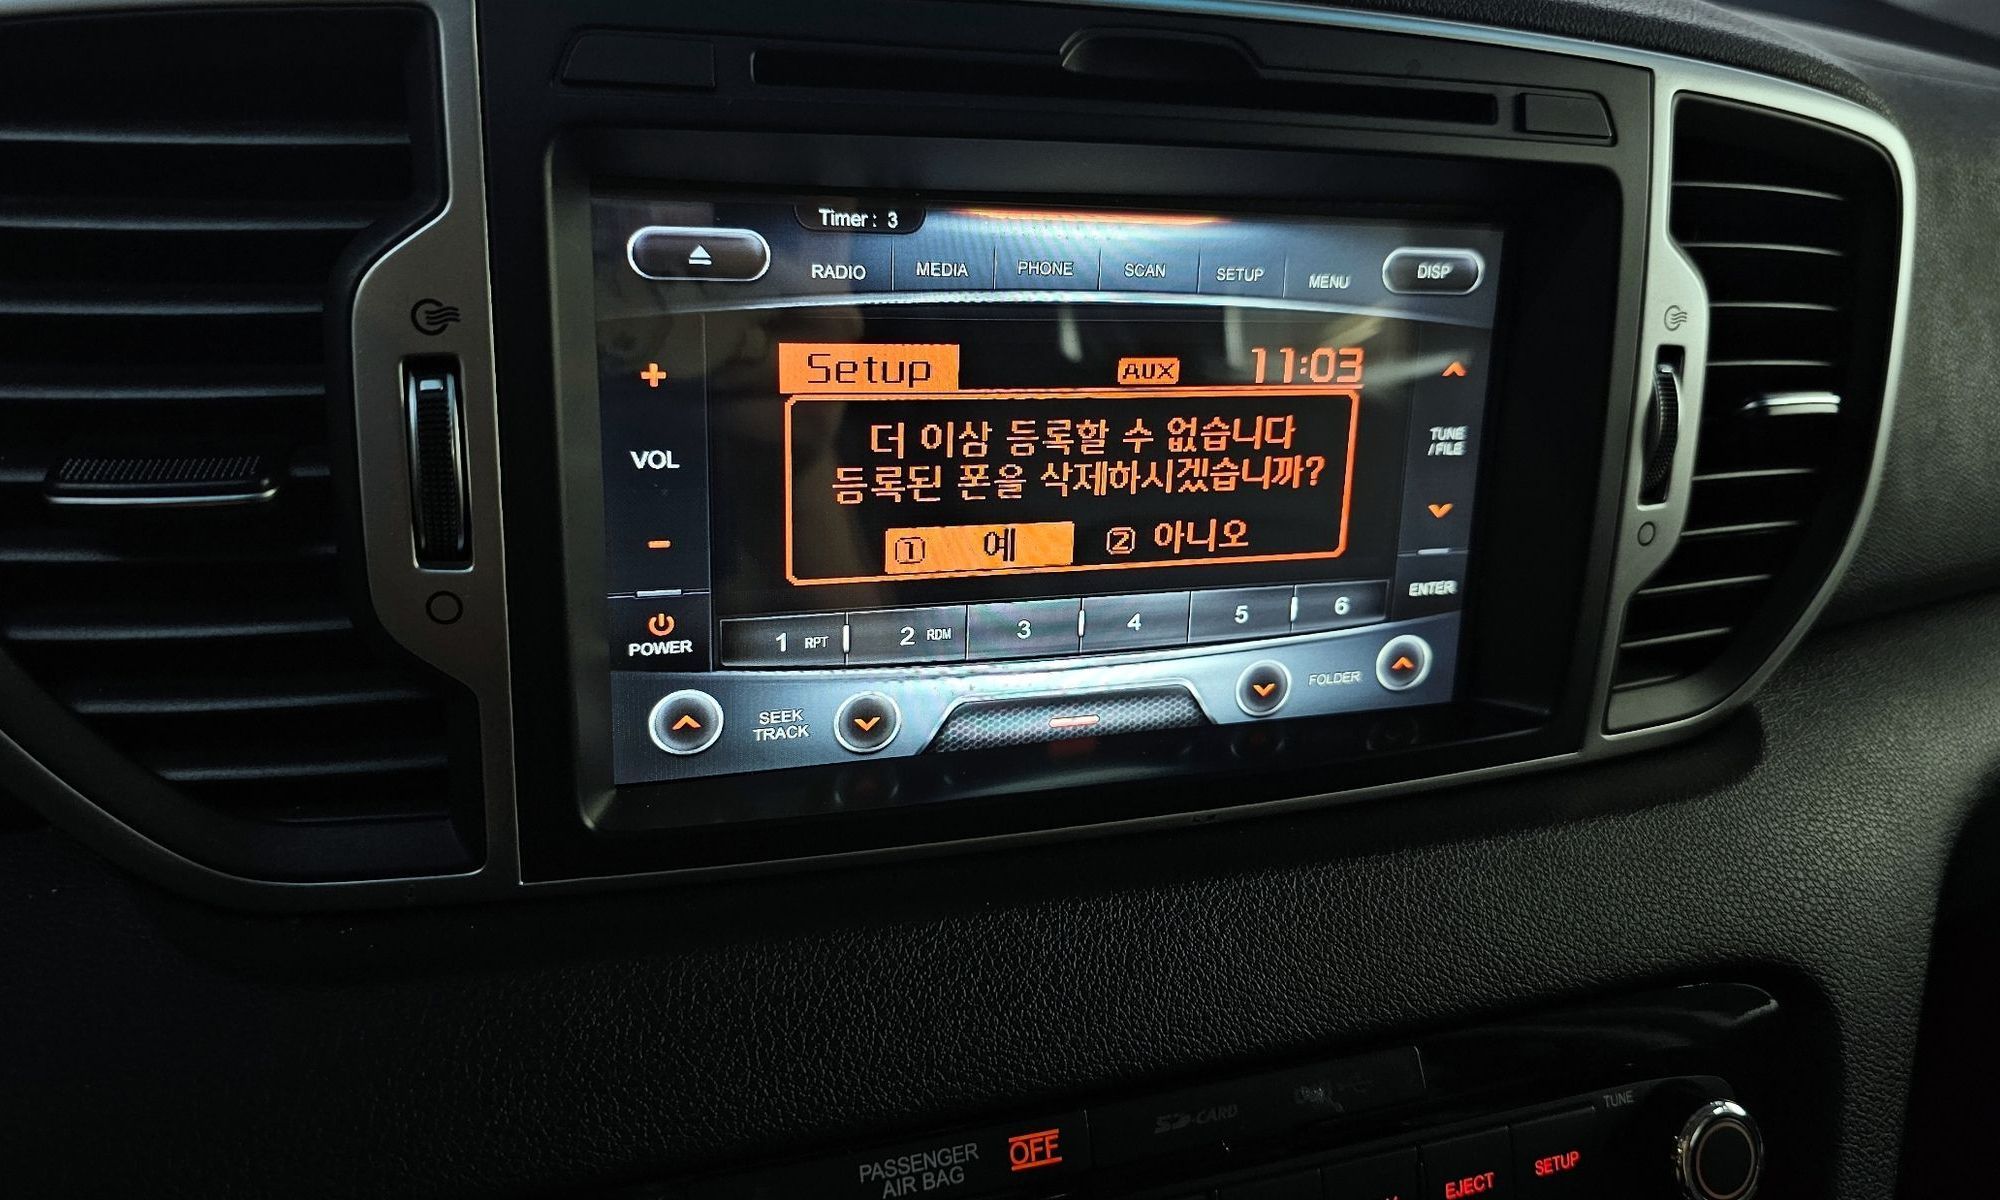 Timer : 3
RADIO MEDIA PHONE SCAN SETUP MENU DISP
Setup AUX 11:03
더 이상 등록할 수 없습니다
등록된 폰을 삭제하시겠습니까?
① 예 ② 아니오
VOL
TUNE
/FILE
ENTER
POWER
1 RPT 2 RDM 3 4 5 6
SEEK
TRACK
FOLDER
SD-CARD
TUNE
PASSENGER
AIR BAG
OFF
EJECT
SETUP